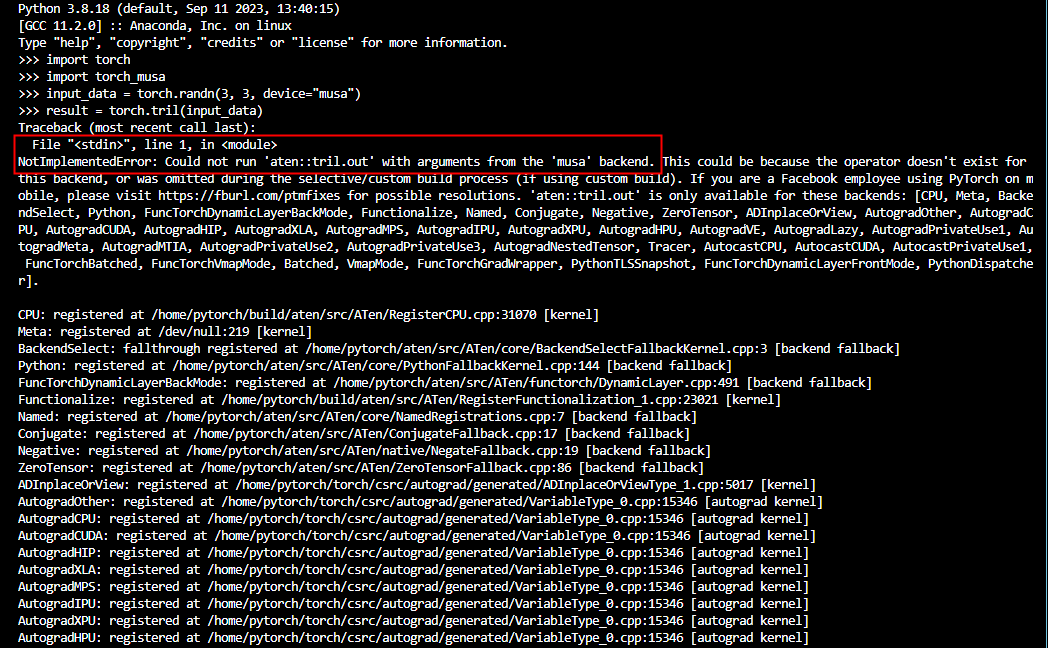 Python 3.8.18 (default, Sep 11 2023, 13:40:15)
[GCC 11.2.0] :: Anaconda, Inc. on linux
Type "help", "copyright", "credits" or "license" for more information.
>>> import torch
>>> import torch_musa
>>> input_data = torch.randn(3, 3, device="musa")
>>> result = torch.tril(input_data)
Traceback (most recent call last):
  File "<stdin>", line 1, in <module>
NotImplementedError: Could not run 'aten::tril.out' with arguments from the 'musa' backend. This could be because the operator doesn't exist for
this backend, or was omitted during the selective/custom build process (if using custom build). If you are a Facebook employee using PyTorch on m
obile, please visit https://fburl.com/ptmfixes for possible resolutions. 'aten::tril.out' is only available for these backends: [CPU, Meta, Backe
ndSelect, Python, FuncTorchDynamicLayerBackMode, Functionalize, Named, Conjugate, Negative, ZeroTensor, ADInplaceOrView, AutogradOther, AutogradC
PU, AutogradCUDA, AutogradHIP, AutogradXLA, AutogradMPS, AutogradIPU, AutogradXPU, AutogradHPU, AutogradVE, AutogradLazy, AutogradPrivateUse1, Au
togradMeta, AutogradMTIA, AutogradPrivateUse2, AutogradPrivateUse3, AutogradNestedTensor, Tracer, AutocastCPU, AutocastCUDA, AutocastPrivateUse1,
 FuncTorchBatched, FuncTorchVmapMode, Batched, VmapMode, FuncTorchGradWrapper, PythonTLSSnapshot, FuncTorchDynamicLayerFrontMode, PythonDispatche
r].

CPU: registered at /home/pytorch/build/aten/src/ATen/RegisterCPU.cpp:31070 [kernel]
Meta: registered at /dev/null:219 [kernel]
BackendSelect: fallthrough registered at /home/pytorch/aten/src/ATen/core/BackendSelectFallbackKernel.cpp:3 [backend fallback]
Python: registered at /home/pytorch/aten/src/ATen/core/PythonFallbackKernel.cpp:144 [backend fallback]
FuncTorchDynamicLayerBackMode: registered at /home/pytorch/aten/src/ATen/functorch/DynamicLayer.cpp:491 [backend fallback]
Functionalize: registered at /home/pytorch/build/aten/src/ATen/RegisterFunctionalization_1.cpp:23021 [kernel]
Named: registered at /home/pytorch/aten/src/ATen/core/NamedRegistrations.cpp:7 [backend fallback]
Conjugate: registered at /home/pytorch/aten/src/ATen/ConjugateFallback.cpp:17 [backend fallback]
Negative: registered at /home/pytorch/aten/src/ATen/native/NegateFallback.cpp:19 [backend fallback]
ZeroTensor: registered at /home/pytorch/aten/src/ATen/ZeroTensorFallback.cpp:86 [backend fallback]
ADInplaceOrView: registered at /home/pytorch/torch/csrc/autograd/generated/ADInplaceOrViewType_1.cpp:5017 [kernel]
AutogradOther: registered at /home/pytorch/torch/csrc/autograd/generated/VariableType_0.cpp:15346 [autograd kernel]
AutogradCPU: registered at /home/pytorch/torch/csrc/autograd/generated/VariableType_0.cpp:15346 [autograd kernel]
AutogradCUDA: registered at /home/pytorch/torch/csrc/autograd/generated/VariableType_0.cpp:15346 [autograd kernel]
AutogradHIP: registered at /home/pytorch/torch/csrc/autograd/generated/VariableType_0.cpp:15346 [autograd kernel]
AutogradXLA: registered at /home/pytorch/torch/csrc/autograd/generated/VariableType_0.cpp:15346 [autograd kernel]
AutogradMPS: registered at /home/pytorch/torch/csrc/autograd/generated/VariableType_0.cpp:15346 [autograd kernel]
AutogradIPU: registered at /home/pytorch/torch/csrc/autograd/generated/VariableType_0.cpp:15346 [autograd kernel]
AutogradXPU: registered at /home/pytorch/torch/csrc/autograd/generated/VariableType_0.cpp:15346 [autograd kernel]
AutogradHPU: registered at /home/pytorch/torch/csrc/autograd/generated/VariableType_0.cpp:15346 [autograd kernel]